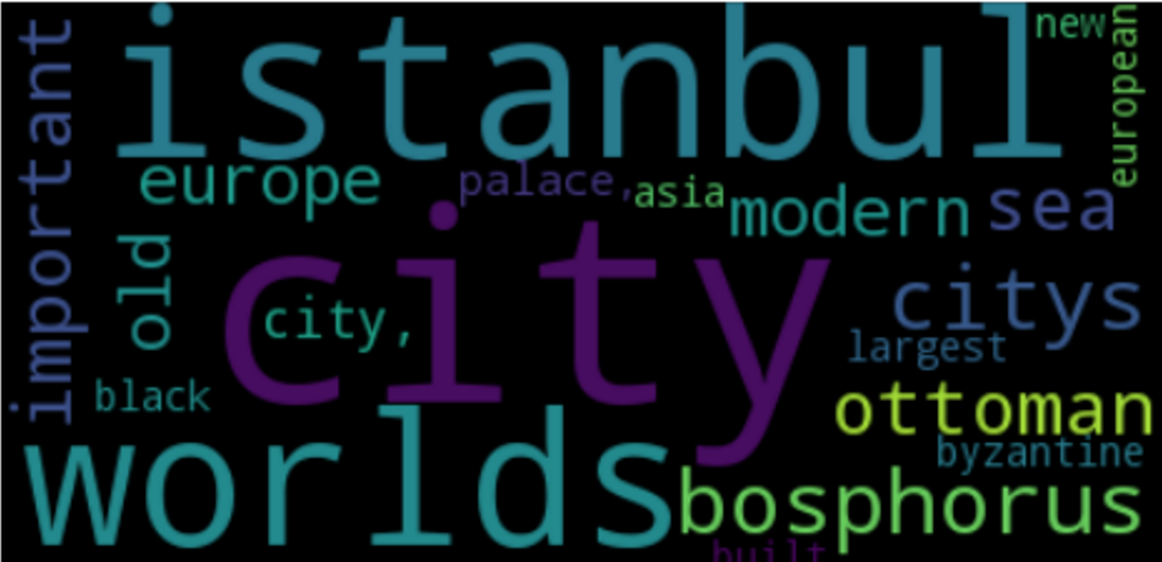 important
istanbul
new
european
europe
palace,
asia
modern
sea
old
city
city,
citys
largest
black
ottoman
worlds
byzantine
bosphorus
built